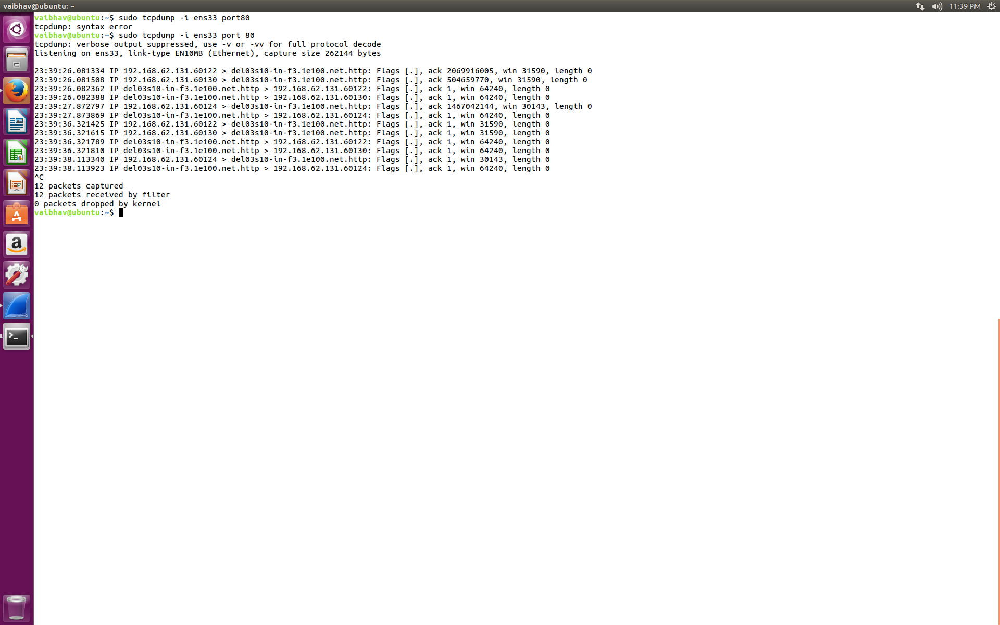 vaibhav@ubuntu: ~
11:39 PM
vaibhav@ubuntu:~$ sudo tcpdump -i ens33 port80
tcpdump: syntax error
vaibhav@ubuntu:~$ sudo tcpdump -i ens33 port 80
tcpdump: verbose output suppressed, use -v or -vv for full protocol decode
listening on ens33, link-type EN10MB (Ethernet), capture size 262144 bytes
23:39:26.081334 IP 192.168.62.131.60122 > del03s10-in-f3.1e100.net.http: Flags [.], ack 2069916005, win 31590, length 0
23:39:26.081508 IP 192.168.62.131.60130 > del03s10-in-f3.1e100.net.http: Flags [.], ack 504659770, win 31590, length 0
23:39:26.082362 IP del03s10-in-f3.1e100.net.http > 192.168.62.131.60122: Flags [.], ack 1, win 64240, length 0
23:39:26.082388 IP del03s10-in-f3.1e100.net.http > 192.168.62.131.60130: Flags [.], ack 1, win 64240, length 0
23:39:27.872797 IP 192.168.62.131.60124 > del03s10-in-f3.1e100.net.http: Flags [.], ack 1467042144, win 30143, length 0
23:39:27.873869 IP del03s10-in-f3.1e100.net.http > 192.168.62.131.60124: Flags [.], ack 1, win 64240, length 0
23:39:36.321425 IP 192.168.62.131.60122 > del03s10-in-f3.1e100.net.http: Flags [.], ack 1, win 31590, length 0
23:39:36.321615 IP 192.168.62.131.60130 > del03s10-in-f3.1e100.net.http: Flags [.], ack 1, win 31590, length 0
23:39:36.321789 IP del03s10-in-f3.1e100.net.http > 192.168.62.131.60122: Flags [.], ack 1, win 64240, length 0
23:39:36.321810 IP del03s10-in-f3.1e100.net.http > 192.168.62.131.60130: Flags [.], ack 1, win 64240, length 0
23:39:38.113340 IP 192.168.62.131.60124 > del03s10-in-f3.1e100.net.http: Flags [.], ack 1, win 30143, length 0
23:39:38.113923 IP del03s10-in-f3.1e100.net.http > 192.168.62.131.60124: Flags [.], ack 1, win 64240, length 0
^C
12 packets captured
12 packets received by filter
0 packets dropped by kernel
vaibhav@ubuntu:~$